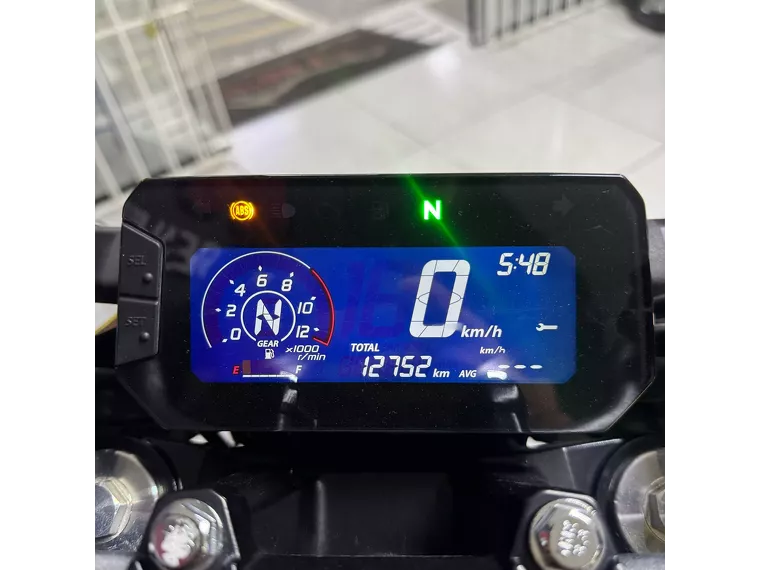 ABS
N
SEL
SET
5:48
0 km/h
0 2 4 6 8 10 12
N
GEAR
x1000 r/min
E F
TOTAL
12752 km
km/h
AVG ---